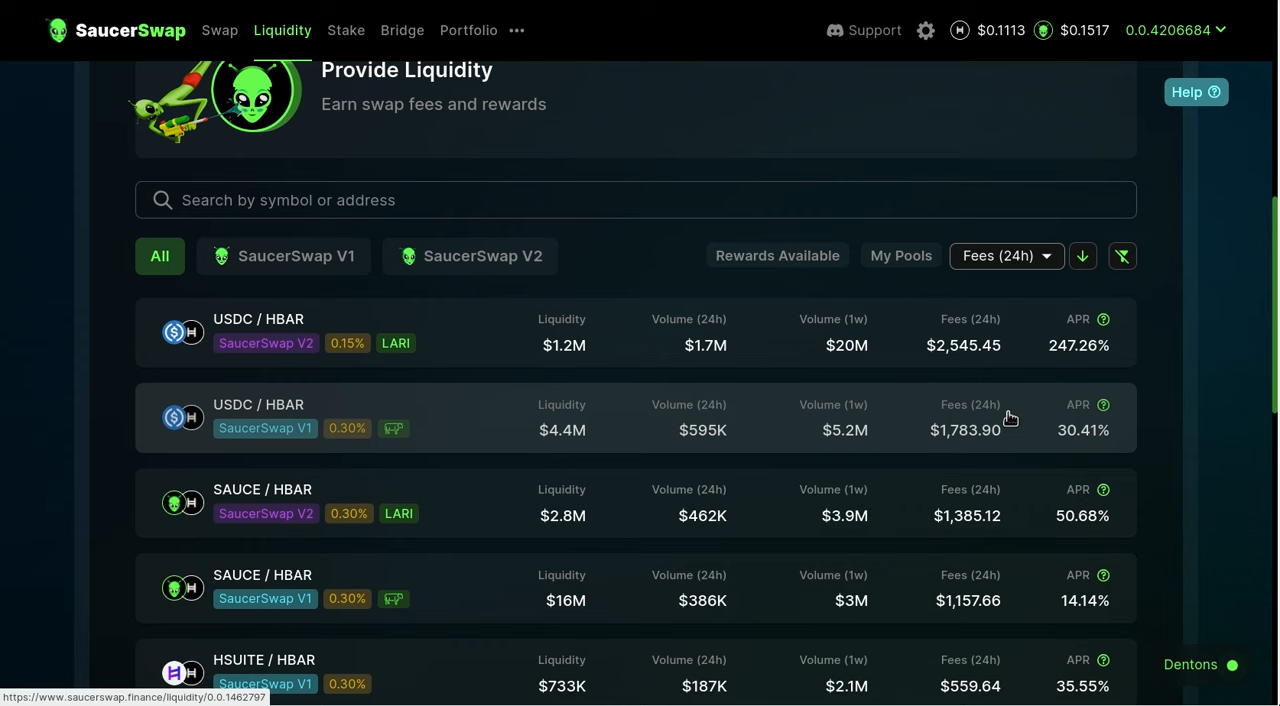 SaucerSwap Swap Liquidity Stake Bridge Portfolio ••• Support $0.1113 $0.1517 0.0.4206684
Provide Liquidity
Earn swap fees and rewards
Help
Search by symbol or address
All SaucerSwap V1 SaucerSwap V2 Rewards Available My Pools Fees (24h)
USDC / HBAR Liquidity Volume (24h) Volume (1w) Fees (24h) APR
SaucerSwap V2 0.15% LARI $1.2M $1.7M $20M $2,545.45 247.26%
USDC / HBAR Liquidity Volume (24h) Volume (1w) Fees (24h) APR
SaucerSwap V1 0.30% $4.4M $595K $5.2M $1,783.90 30.41%
SAUCE / HBAR Liquidity Volume (24h) Volume (1w) Fees (24h) APR
SaucerSwap V2 0.30% LARI $2.8M $462K $3.9M $1,385.12 50.68%
SAUCE / HBAR Liquidity Volume (24h) Volume (1w) Fees (24h) APR
SaucerSwap V1 0.30% $16M $386K $3M $1,157.66 14.14%
HSUITE / HBAR Liquidity Volume (24h) Volume (1w) Fees (24h) APR
SaucerSwap V1 0.30% $733K $187K $2.1M $559.64 35.55%
Dentons
https://www.saucerswap.finance/liquidity/0.0.1462797